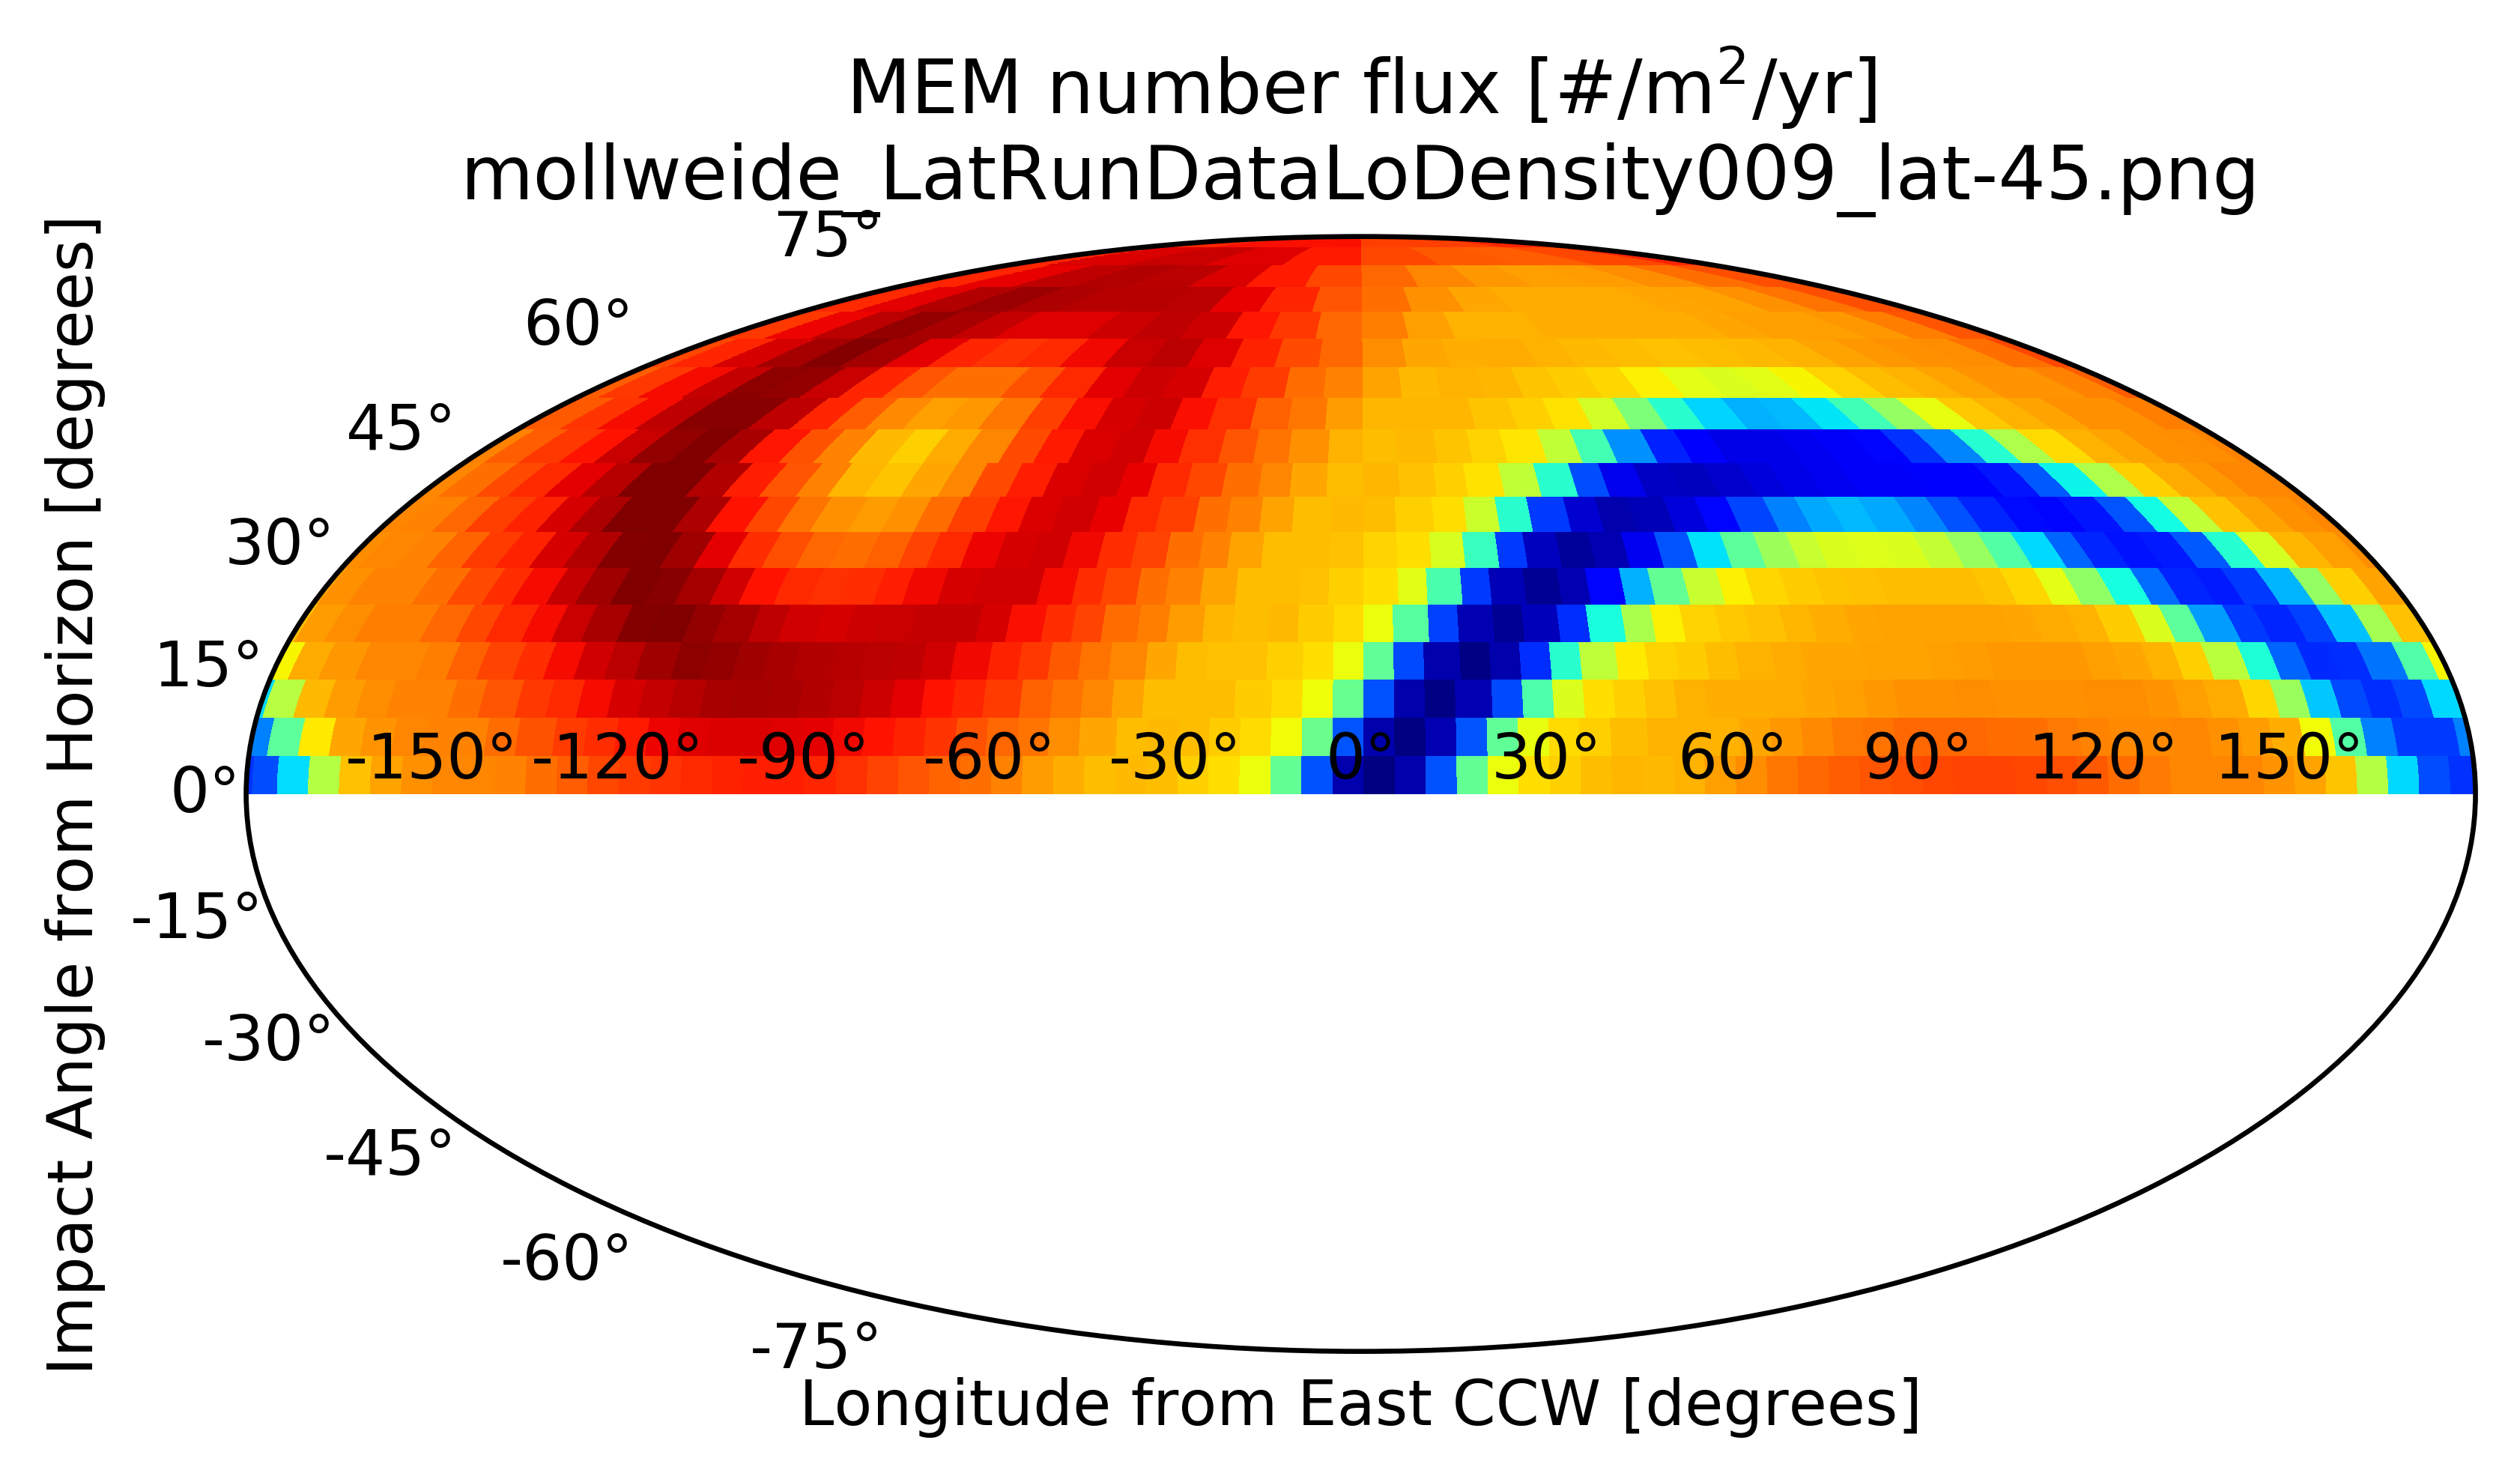 MEM number flux [#/m²/yr]
mollweide_LatRunDataLoDensity009_lat-45.png
Impact Angle from Horizon [degrees]
75°
60°
45°
30°
15°
0°
-15°
-30°
-45°
-60°
-75°
-150° -120° -90° -60° -30° 0° 30° 60° 90° 120° 150°
Longitude from East CCW [degrees]